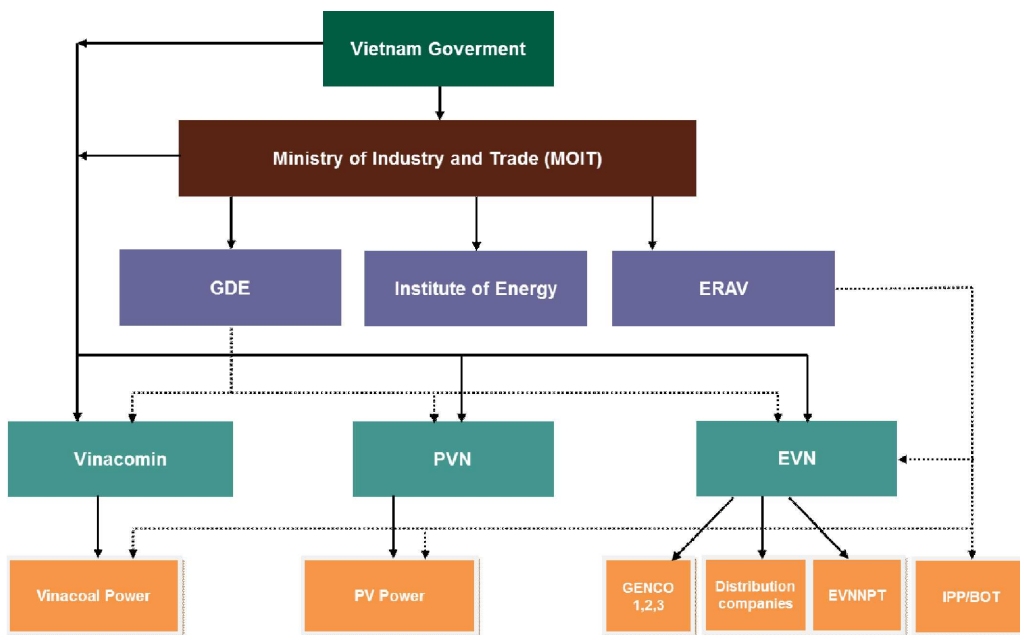 Vietnam Goverment
Ministry of Industry and Trade (MOIT)
GDE
Institute of Energy
ERAV
Vinacomin
PVN
EVN
Vinacoal Power
PV Power
GENCO
1,2,3
Distribution
companies
EVNNPT
IPP/BOT